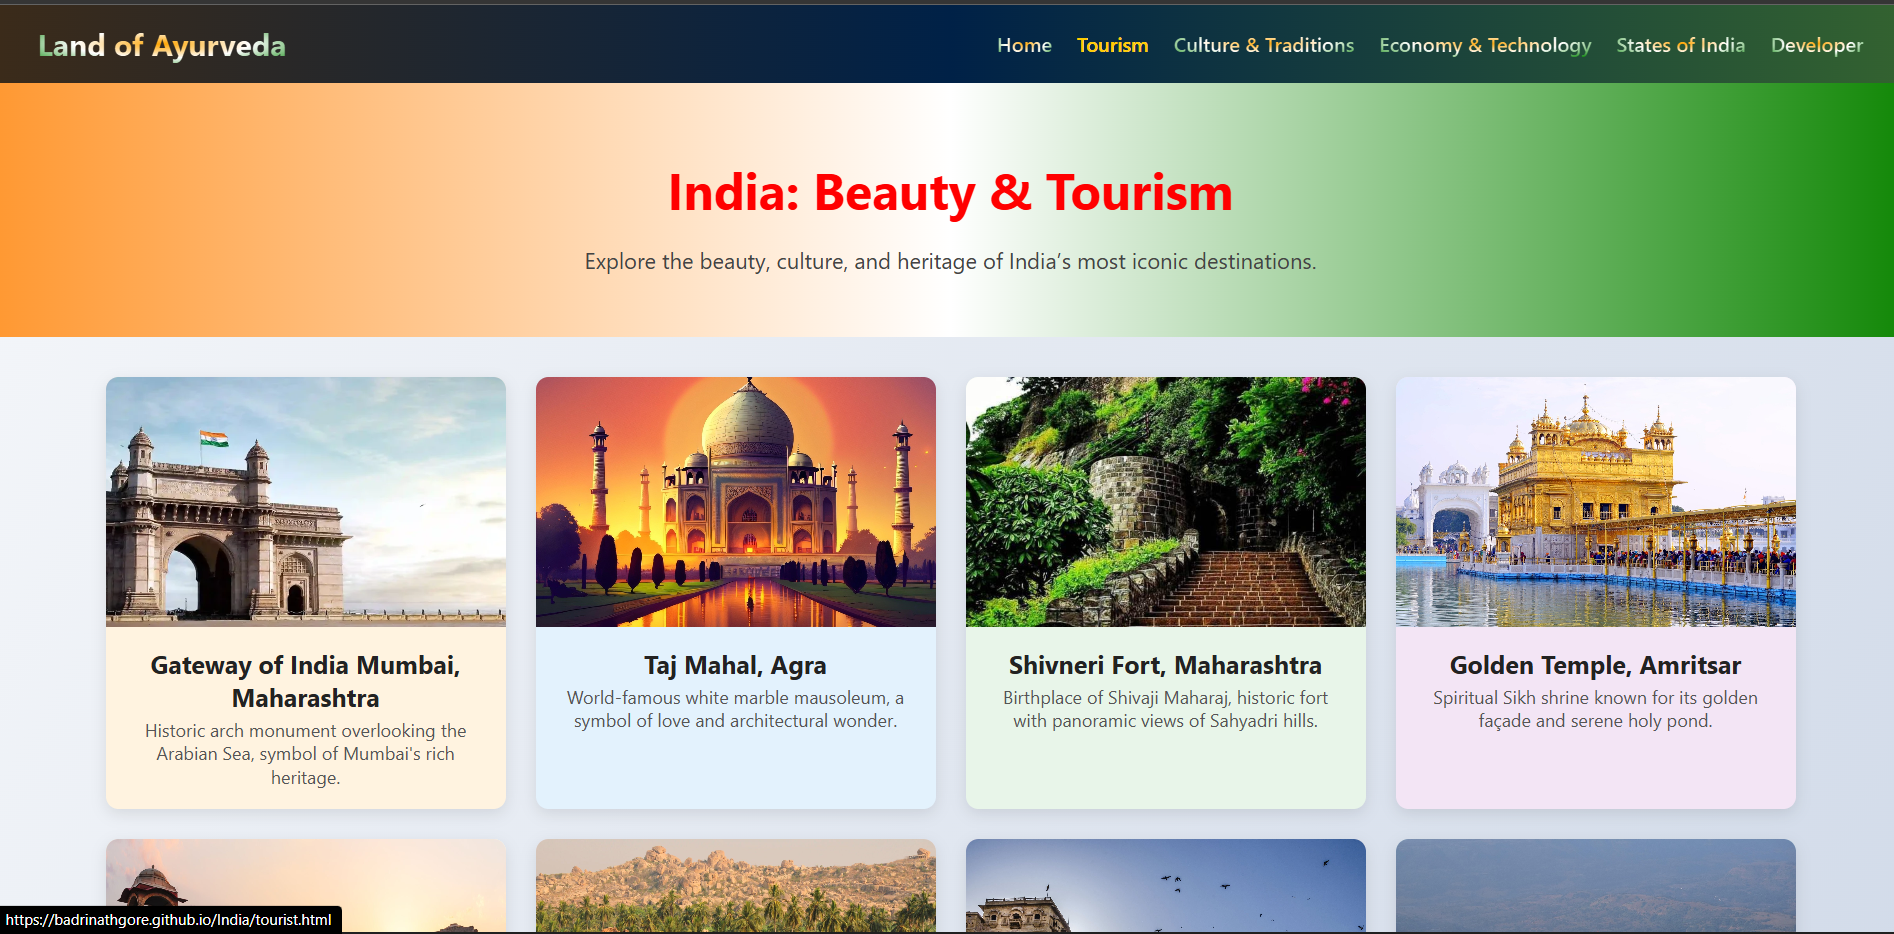 Land of Ayurveda
Home Tourism Culture & Traditions Economy & Technology States of India Developer
India: Beauty & Tourism
Explore the beauty, culture, and heritage of India’s most iconic destinations.
Gateway of India Mumbai,
Maharashtra
Historic arch monument overlooking the
Arabian Sea, symbol of Mumbai's rich
heritage.
Taj Mahal, Agra
World-famous white marble mausoleum, a
symbol of love and architectural wonder.
Shivneri Fort, Maharashtra
Birthplace of Shivaji Maharaj, historic fort
with panoramic views of Sahyadri hills.
Golden Temple, Amritsar
Spiritual Sikh shrine known for its golden
façade and serene holy pond.
https://badrinathgore.github.io/India/tourist.html